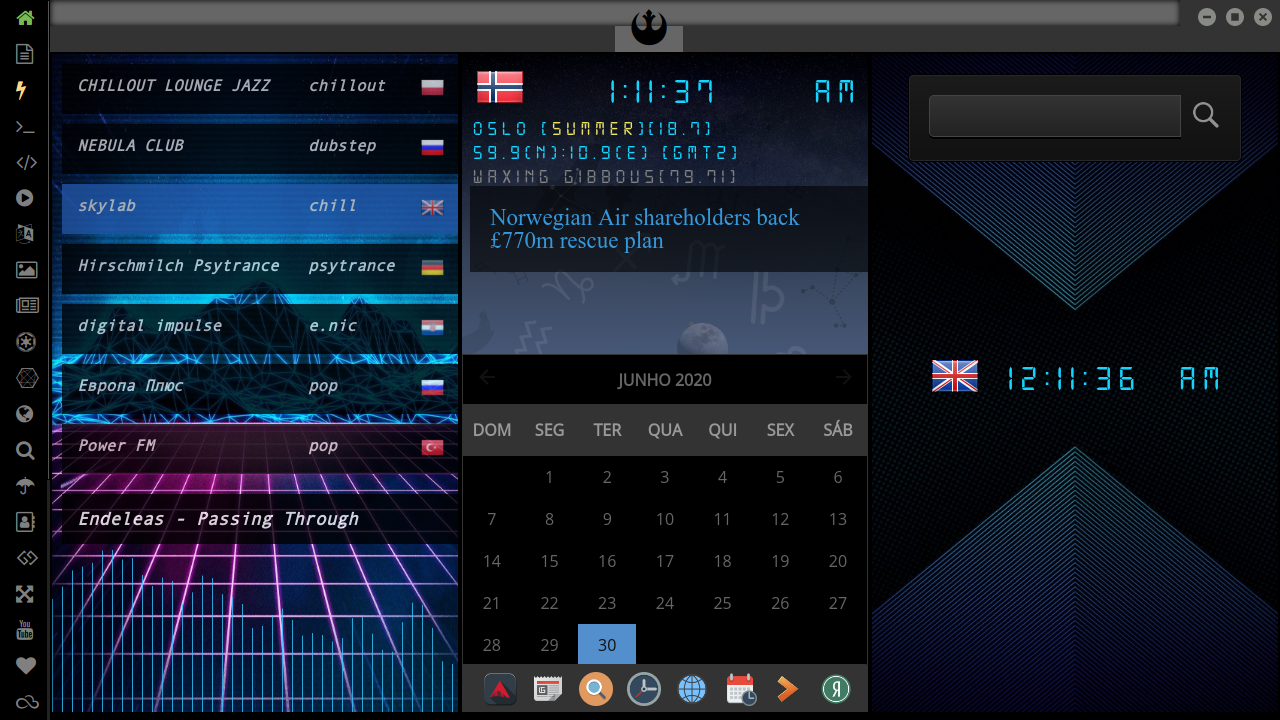 CHILLOUT LOUNGE JAZZ chillout
NEBULA CLUB dubstep
skylab chill
Hirschmilch Psytrance psytrance
digital impulse e.nic
Европа Плюс pop
Power FM pop
Endeleas - Passing Through
1:11:37 AM
OSLO [SUMMER][18.7]
59.9(N):10.9(E) [GMT2]
WAXING GIBBOUS[79.71]
Norwegian Air shareholders back
£770m rescue plan
JUNHO 2020
DOM SEG TER QUA QUI SEX SÁB
1 2 3 4 5 6
7 8 9 10 11 12 13
14 15 16 17 18 19 20
21 22 23 24 25 26 27
28 29 30
12:11:36 AM
You
Tube
Я